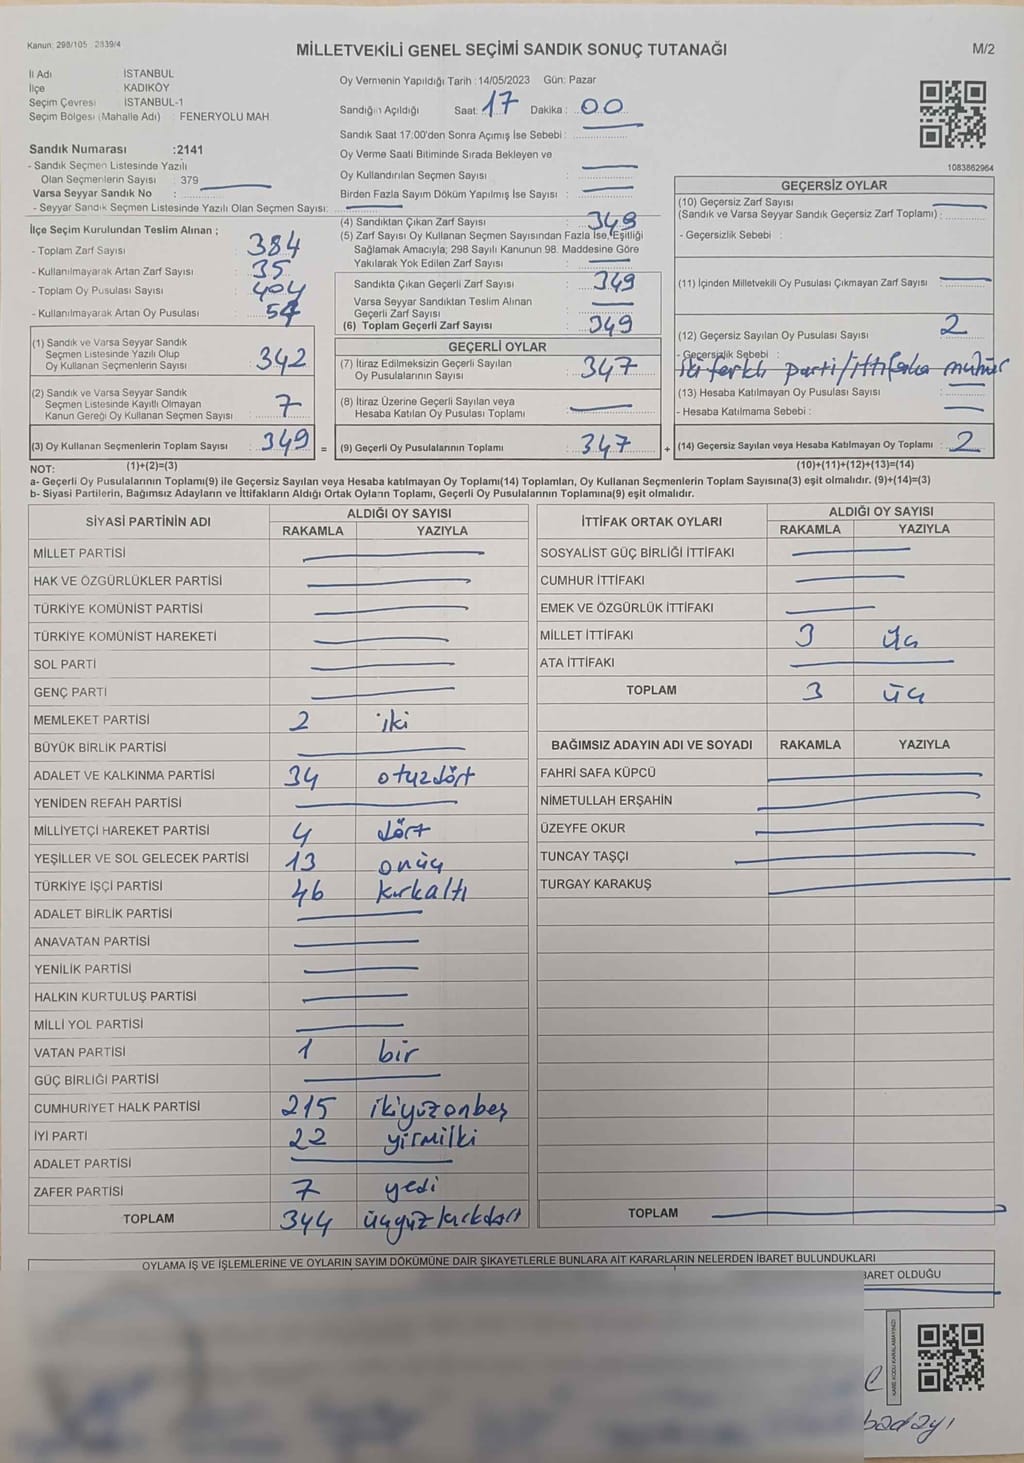 Kanun: 298/105 2839/4
MİLLETVEKİLİ GENEL SEÇİMİ SANDIK SONUÇ TUTANAĞI
M/2
İl Adı İSTANBUL
İlçe KADIKÖY
Seçim Çevresi İSTANBUL-1
Seçim Bölgesi (Mahalle Adı) : FENERYOLU MAH.
Sandık Numarası :2141
- Sandık Seçmen Listesinde Yazılı
Olan Seçmenlerin Sayısı : 379
Varsa Seyyar Sandık No :
- Seyyar Sandık Seçmen Listesinde Yazılı Olan Seçmen Sayısı:
Oy Vermenin Yapıldığı Tarih : 14/05/2023 Gün: Pazar
Sandığın Açıldığı Saat: 17 Dakika : 00
Sandık Saat 17:00'den Sonra Açımış İse Sebebi :
Oy Verme Saati Bitiminde Sırada Bekleyen ve
Oy Kullandırılan Seçmen Sayısı :
Birden Fazla Sayım Döküm Yapılmış İse Sayısı :
1083862964
İlçe Seçim Kurulundan Teslim Alınan ;
- Toplam Zarf Sayısı : 384
- Kullanılmayarak Artan Zarf Sayısı : 35
- Toplam Oy Pusulası Sayısı : 404
- Kullanılmayarak Artan Oy Pusulası : 54
(1) Sandık ve Varsa Seyyar Sandık
Seçmen Listesinde Yazılı Olup
Oy Kullanan Seçmenlerin Sayısı : 342
(2) Sandık ve Varsa Seyyar Sandık
Seçmen Listesinde Kayıtlı Olmayan
Kanun Gereği Oy Kullanan Seçmen Sayısı : 7
(3) Oy Kullanan Seçmenlerin Toplam Sayısı : 349 =
(4) Sandıktan Çıkan Zarf Sayısı : 349
(5) Zarf Sayısı Oy Kullanan Seçmen Sayısından Fazla İse, Eşitliği
Sağlamak Amacıyla; 298 Sayılı Kanunun 98. Maddesine Göre
Yakılarak Yok Edilen Zarf Sayısı :
Sandıkta Çıkan Geçerli Zarf Sayısı : 349
Varsa Seyyar Sandıktan Teslim Alınan
Geçerli Zarf Sayısı :
(6) Toplam Geçerli Zarf Sayısı : 349
GEÇERLİ OYLAR
(7) İtiraz Edilmeksizin Geçerli Sayılan
Oy Pusulalarının Sayısı : 347
(8) İtiraz Üzerine Geçerli Sayılan veya
Hesaba Katılan Oy Pusulası Toplamı :
(9) Geçerli Oy Pusulalarının Toplamı : 347 +
GEÇERSİZ OYLAR
(10) Geçersiz Zarf Sayısı
(Sandık ve Varsa Seyyar Sandık Geçersiz Zarf Toplamı) :
- Geçersizlik Sebebi :
(11) İçinden Milletvekili Oy Pusulası Çıkmayan Zarf Sayısı :
(12) Geçersiz Sayılan Oy Pusulası Sayısı : 2
- Geçersizlik Sebebi :
İki farklı parti/ittifaka mühür
(13) Hesaba Katılmayan Oy Pusulası Sayısı :
- Hesaba Katılmama Sebebi :
(14) Geçersiz Sayılan veya Hesaba Katılmayan Oy Toplamı : 2
NOT: (1)+(2)=(3) (10)+(11)+(12)+(13)=(14)
a- Geçerli Oy Pusulalarının Toplamı(9) ile Geçersiz Sayılan veya Hesaba katılmayan Oy Toplamı(14) Toplamları, Oy Kullanan Seçmenlerin Toplam Sayısına(3) eşit olmalıdır. (9)+(14)=(3)
b- Siyasi Partilerin, Bağımsız Adayların ve İttifakların Aldığı Ortak Oyların Toplamı, Geçerli Oy Pusulalarının Toplamına(9) eşit olmalıdır.
SİYASİ PARTİNİN ADI
ALDIĞI OY SAYISI
RAKAMLA YAZIYLA
MİLLET PARTİSİ
HAK VE ÖZGÜRLÜKLER PARTİSİ
TÜRKİYE KOMÜNİST PARTİSİ
TÜRKİYE KOMÜNİST HAREKETİ
SOL PARTİ
GENÇ PARTİ
MEMLEKET PARTİSİ 2 iki
BÜYÜK BİRLİK PARTİSİ
ADALET VE KALKINMA PARTİSİ 34 otuzdört
YENİDEN REFAH PARTİSİ
MİLLİYETÇİ HAREKET PARTİSİ 4 dört
YEŞİLLER VE SOL GELECEK PARTİSİ 13 onüç
TÜRKİYE İŞÇİ PARTİSİ 46 kırkaltı
ADALET BİRLİK PARTİSİ
ANAVATAN PARTİSİ
YENİLİK PARTİSİ
HALKIN KURTULUŞ PARTİSİ
MİLLİ YOL PARTİSİ
VATAN PARTİSİ 1 bir
GÜÇ BİRLİĞİ PARTİSİ
CUMHURİYET HALK PARTİSİ 215 ikiyüzonbeş
İYİ PARTİ 22 yirmiiki
ADALET PARTİSİ
ZAFER PARTİSİ 7 yedi
TOPLAM 344 üçyüzkırkdört
İTTİFAK ORTAK OYLARI
ALDIĞI OY SAYISI
RAKAMLA YAZIYLA
SOSYALİST GÜÇ BİRLİĞİ İTTİFAKI
CUMHUR İTTİFAKI
EMEK VE ÖZGÜRLÜK İTTİFAKI
MİLLET İTTİFAKI 3 üç
ATA İTTİFAKI
TOPLAM 3 üç
BAĞIMSIZ ADAYIN ADI VE SOYADI RAKAMLA YAZIYLA
FAHRİ SAFA KÜPCÜ
NİMETULLAH ERŞAHİN
ÜZEYFE OKUR
TUNCAY TAŞÇI
TURGAY KARAKUŞ
TOPLAM
OYLAMA İŞ VE İŞLEMLERİNE VE OYLARIN SAYIM DÖKÜMÜNE DAİR ŞİKAYETLERLE BUNLARA AİT KARARLARIN NELERDEN İBARET BULUNDUKLARI
BARET OLDUĞU
KARE KODU KARALAMAYINIZ!